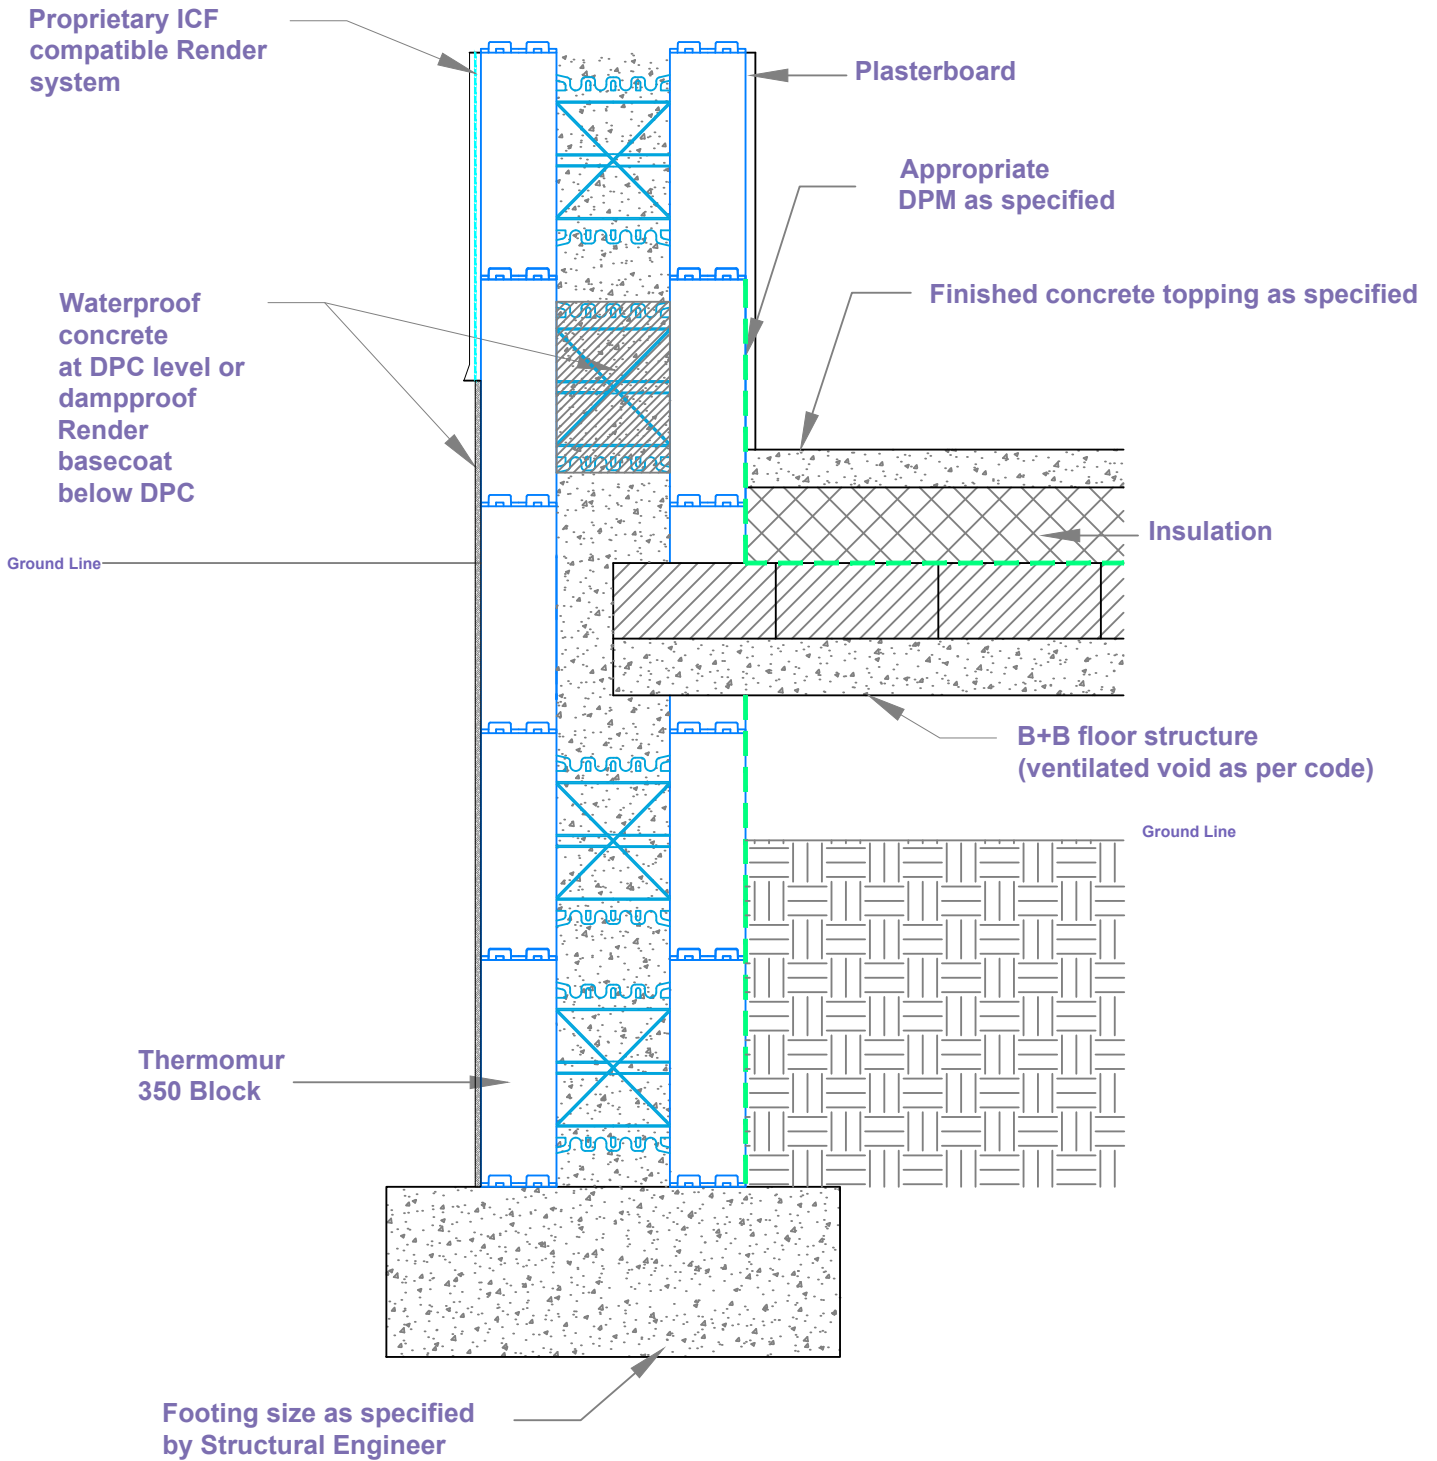 Proprietary ICF
compatible Render
system
Plasterboard
Appropriate
DPM as specified
Waterproof
concrete
at DPC level or
dampproof
Render
basecoat
below DPC
Finished concrete topping as specified
Insulation
Ground Line
B+B floor structure
(ventilated void as per code)
Ground Line
Thermomur
350 Block
Footing size as specified
by Structural Engineer